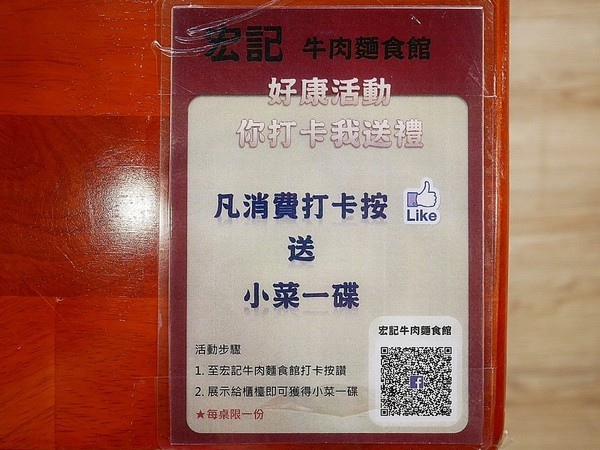 宏記 牛肉麵食館
好康活動
你打卡我送禮
凡消費打卡按
Like
送
小菜一碟
宏記牛肉麵食館
活動步驟
1. 至宏記牛肉麵食館打卡按讚
2. 展示給櫃檯即可獲得小菜一碟
★每桌限一份